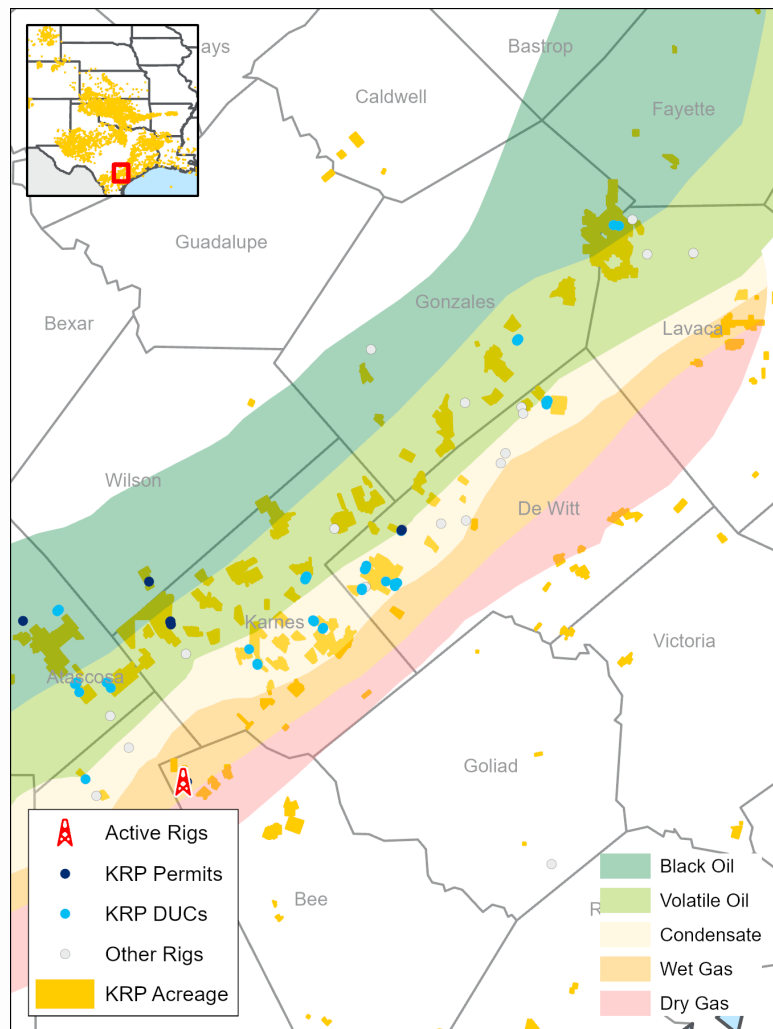 ays
Bastrop
Caldwell
Fayette
Guadalupe
Gonzales
Bexar
Lavaca
Wilson
De Witt
Karnes
Victoria
Atascosa
Goliad
Bee
R
Active Rigs
KRP Permits
KRP DUCs
Other Rigs
KRP Acreage
Black Oil
Volatile Oil
Condensate
Wet Gas
Dry Gas